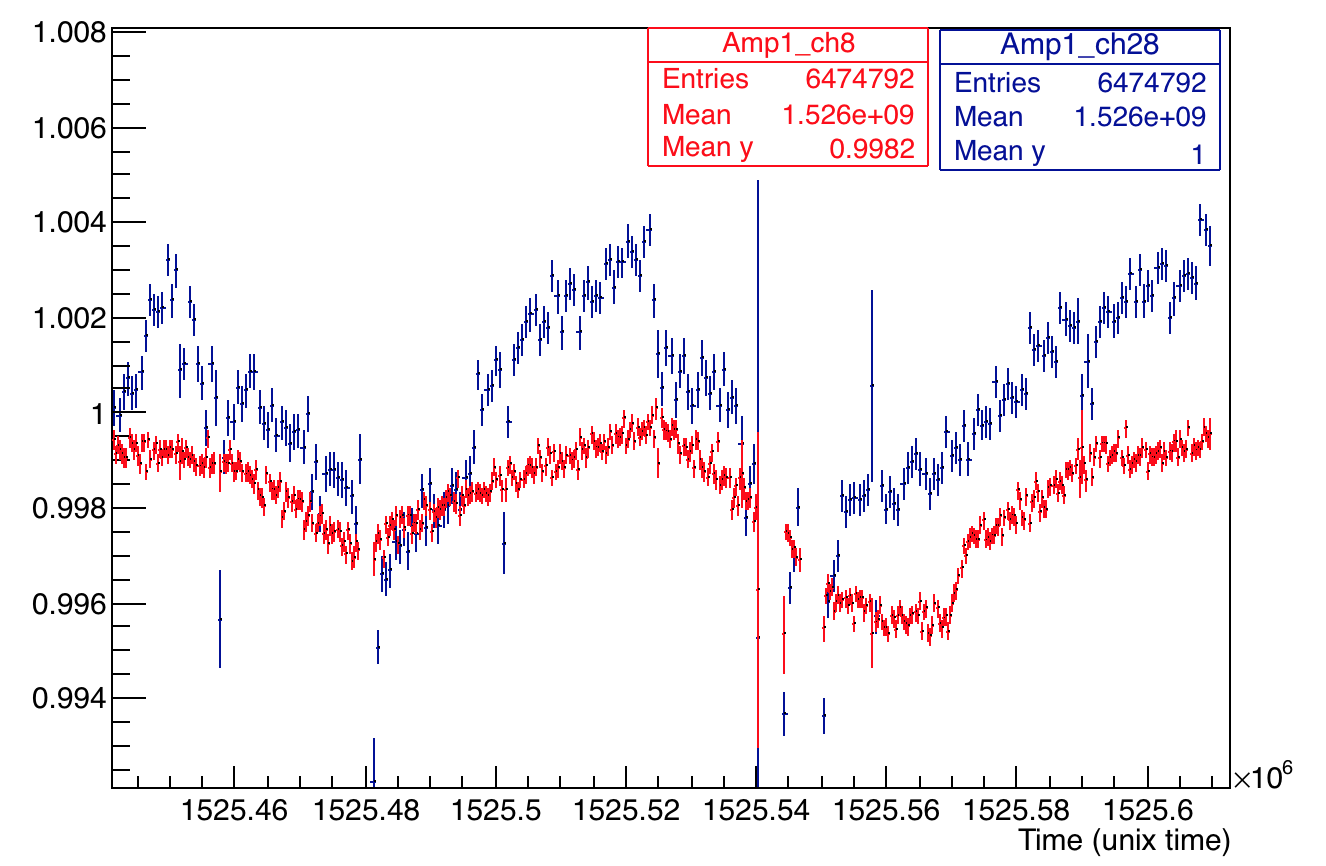 1.008
1.006
1.004
1.002
1
0.998
0.996
0.994
Amp1_ch8
Entries 6474792
Mean 1.526e+09
Mean y 0.9982
Amp1_ch28
Entries 6474792
Mean 1.526e+09
Mean y 1
1525.46 1525.48 1525.5 1525.52 1525.54 1525.56 1525.58 1525.6
×10⁶
Time (unix time)